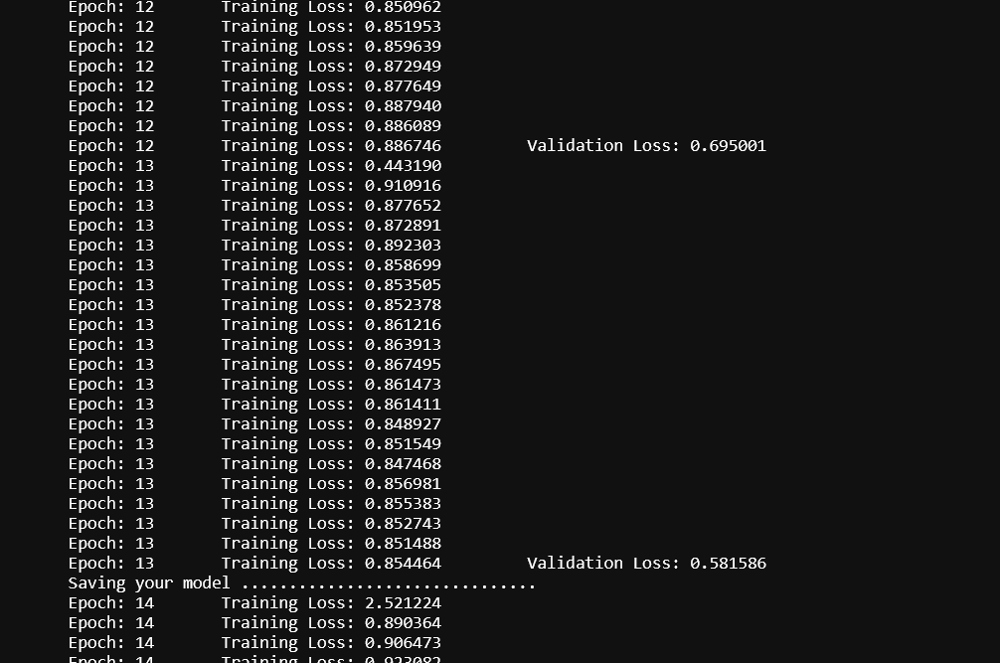 Epoch: 12 Training Loss: 0.850962
Epoch: 12 Training Loss: 0.851953
Epoch: 12 Training Loss: 0.859639
Epoch: 12 Training Loss: 0.872949
Epoch: 12 Training Loss: 0.877649
Epoch: 12 Training Loss: 0.887940
Epoch: 12 Training Loss: 0.886089
Epoch: 12 Training Loss: 0.886746 Validation Loss: 0.695001
Epoch: 13 Training Loss: 0.443190
Epoch: 13 Training Loss: 0.910916
Epoch: 13 Training Loss: 0.877652
Epoch: 13 Training Loss: 0.872891
Epoch: 13 Training Loss: 0.892303
Epoch: 13 Training Loss: 0.858699
Epoch: 13 Training Loss: 0.853505
Epoch: 13 Training Loss: 0.852378
Epoch: 13 Training Loss: 0.861216
Epoch: 13 Training Loss: 0.863913
Epoch: 13 Training Loss: 0.867495
Epoch: 13 Training Loss: 0.861473
Epoch: 13 Training Loss: 0.861411
Epoch: 13 Training Loss: 0.848927
Epoch: 13 Training Loss: 0.851549
Epoch: 13 Training Loss: 0.847468
Epoch: 13 Training Loss: 0.856981
Epoch: 13 Training Loss: 0.855383
Epoch: 13 Training Loss: 0.852743
Epoch: 13 Training Loss: 0.851488
Epoch: 13 Training Loss: 0.854464 Validation Loss: 0.581586
Saving your model ...............................
Epoch: 14 Training Loss: 2.521224
Epoch: 14 Training Loss: 0.890364
Epoch: 14 Training Loss: 0.906473
Epoch: 14 Training Loss: 0.923082